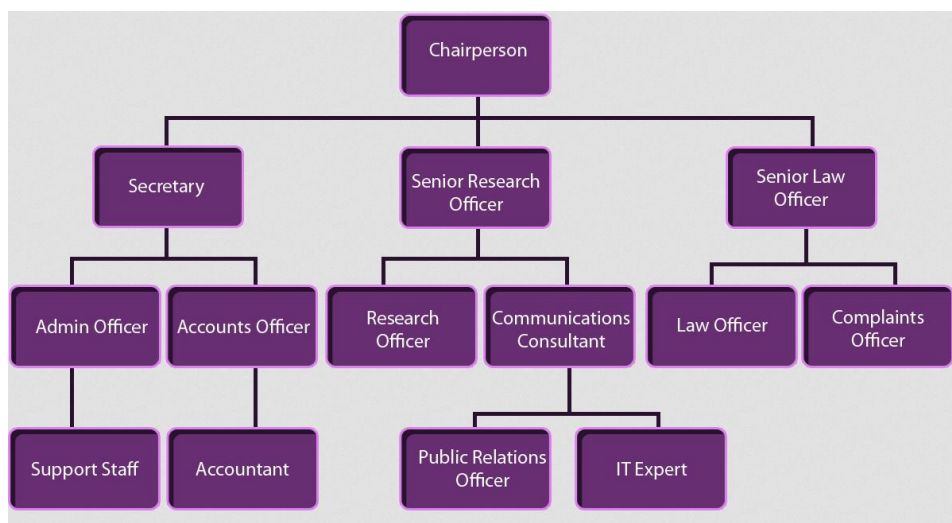 Chairperson
Secretary
Senior Research
Officer
Senior Law
Officer
Admin Officer
Accounts Officer
Research
Officer
Communications
Consultant
Law Officer
Complaints
Officer
Support Staff
Accountant
Public Relations
Officer
IT Expert